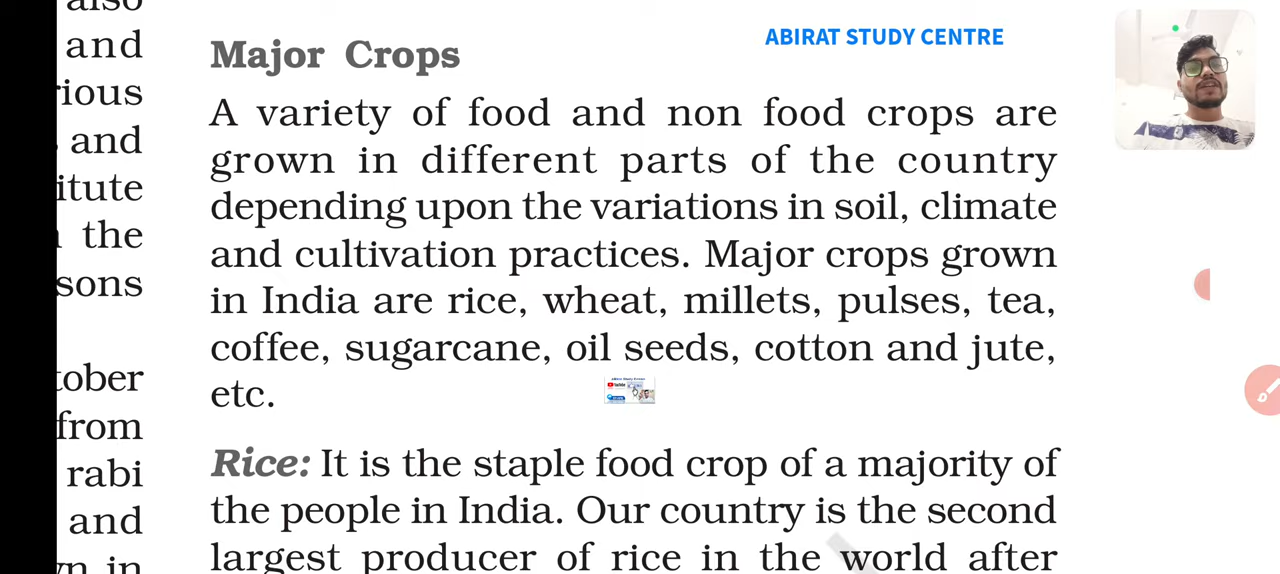 also
and
rious
and
itute
the
sons
tober
from
rabi
and
n in
ABIRAT STUDY CENTRE
Major Crops
A variety of food and non food crops are
grown in different parts of the country
depending upon the variations in soil, climate
and cultivation practices. Major crops grown
in India are rice, wheat, millets, pulses, tea,
coffee, sugarcane, oil seeds, cotton and jute,
etc.
Rice: It is the staple food crop of a majority of
the people in India. Our country is the second
largest producer of rice in the world after